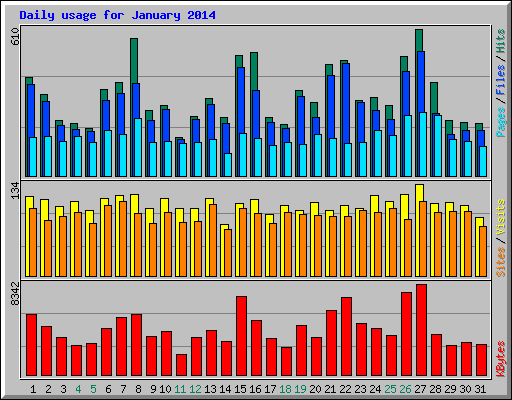 Daily usage for January 2014
610
Pages/Files/Hits
134
Sites/Visits
8342
KBytes
1 2 3 4 5 6 7 8 9 10 11 12 13 14 15 16 17 18 19 20 21 22 23 24 25 26 27 28 29 30 31